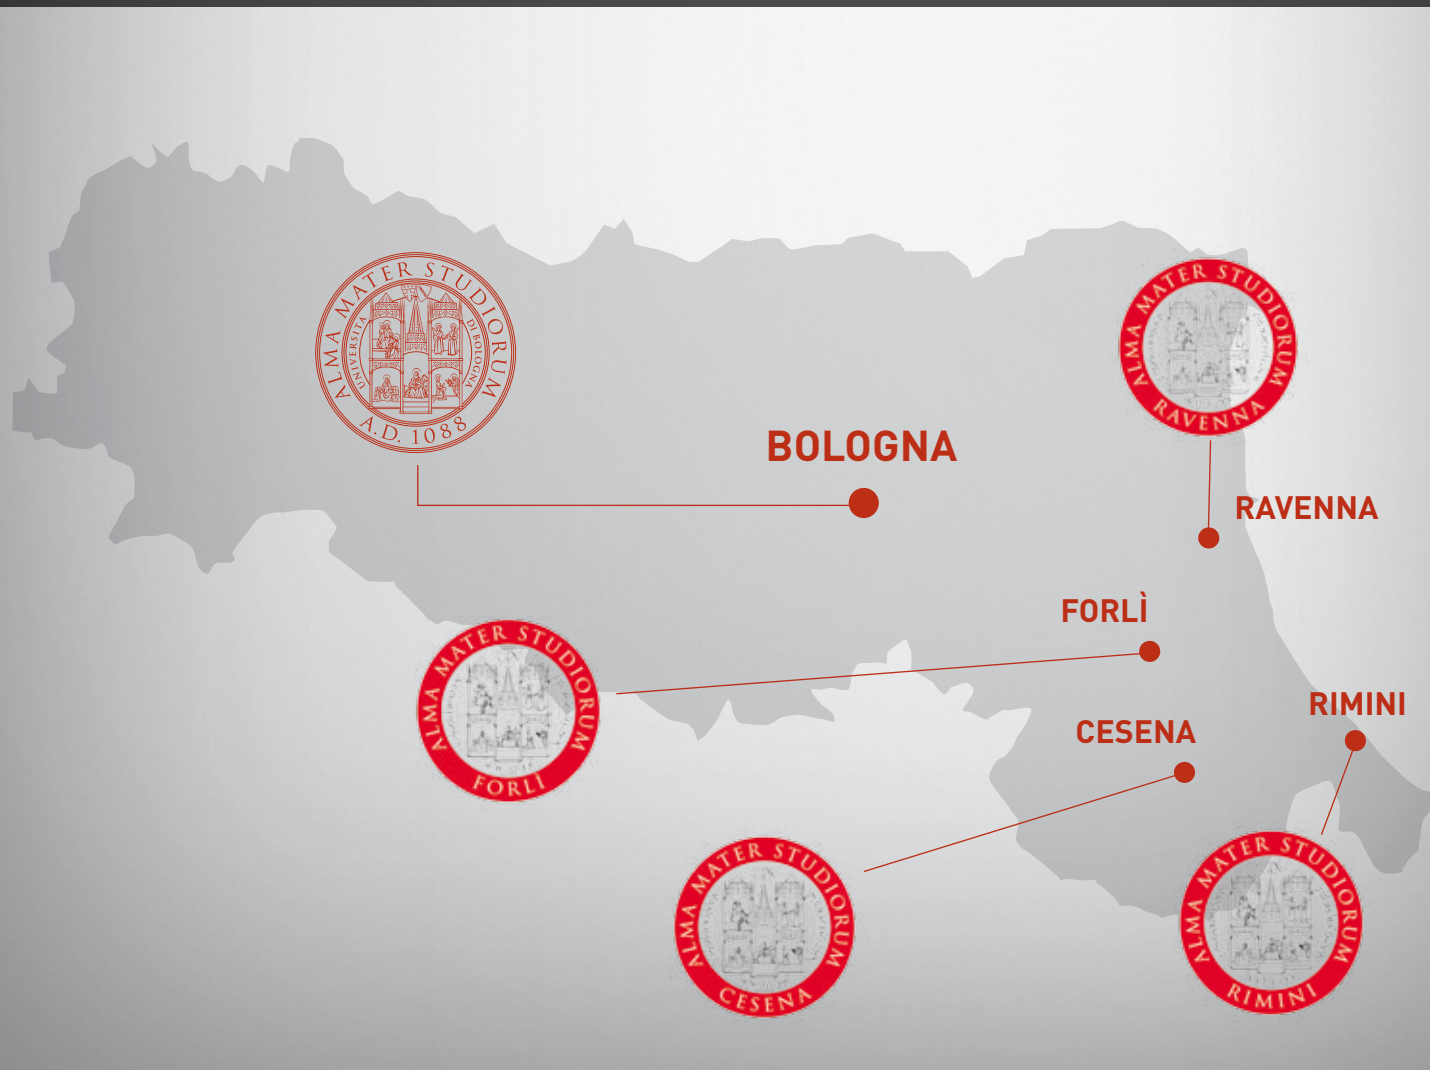 ALMA MATER STUDIORUM
UNIVERSITA DI BOLOGNA
A.D. 1088
BOLOGNA
ALMA MATER STUDIORUM
RAVENNA
RAVENNA
FORLÌ
ALMA MATER STUDIORUM
FORLÌ
RIMINI
CESENA
ALMA MATER STUDIORUM
CESENA
ALMA MATER STUDIORUM
RIMINI